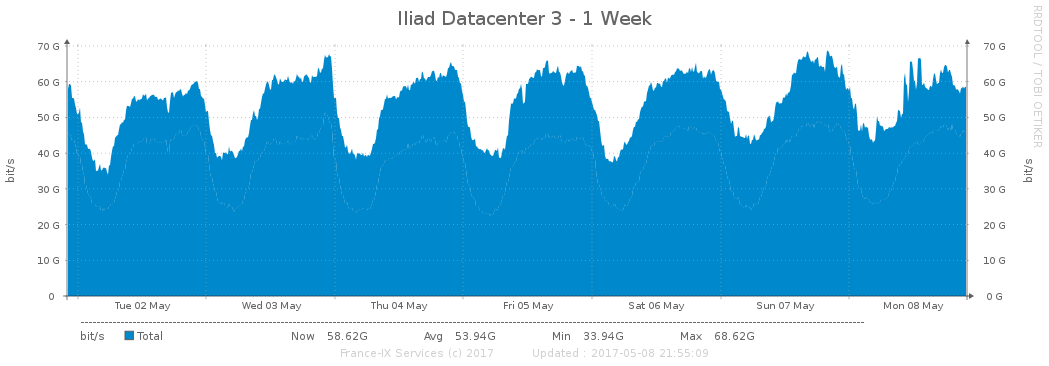 Iliad Datacenter 3 - 1 Week
RRDTOOL / TOBI OETIKER
70 G 70 G
60 G 60 G
50 G 50 G
40 G 40 G
30 G 30 G
20 G 20 G
10 G 10 G
0 0 G
bit/s bit/s
Tue 02 May Wed 03 May Thu 04 May Fri 05 May Sat 06 May Sun 07 May Mon 08 May
bit/s Total Now 58.62G Avg 53.94G Min 33.94G Max 68.62G
France-IX Services (c) 2017 Updated : 2017-05-08 21:55:09